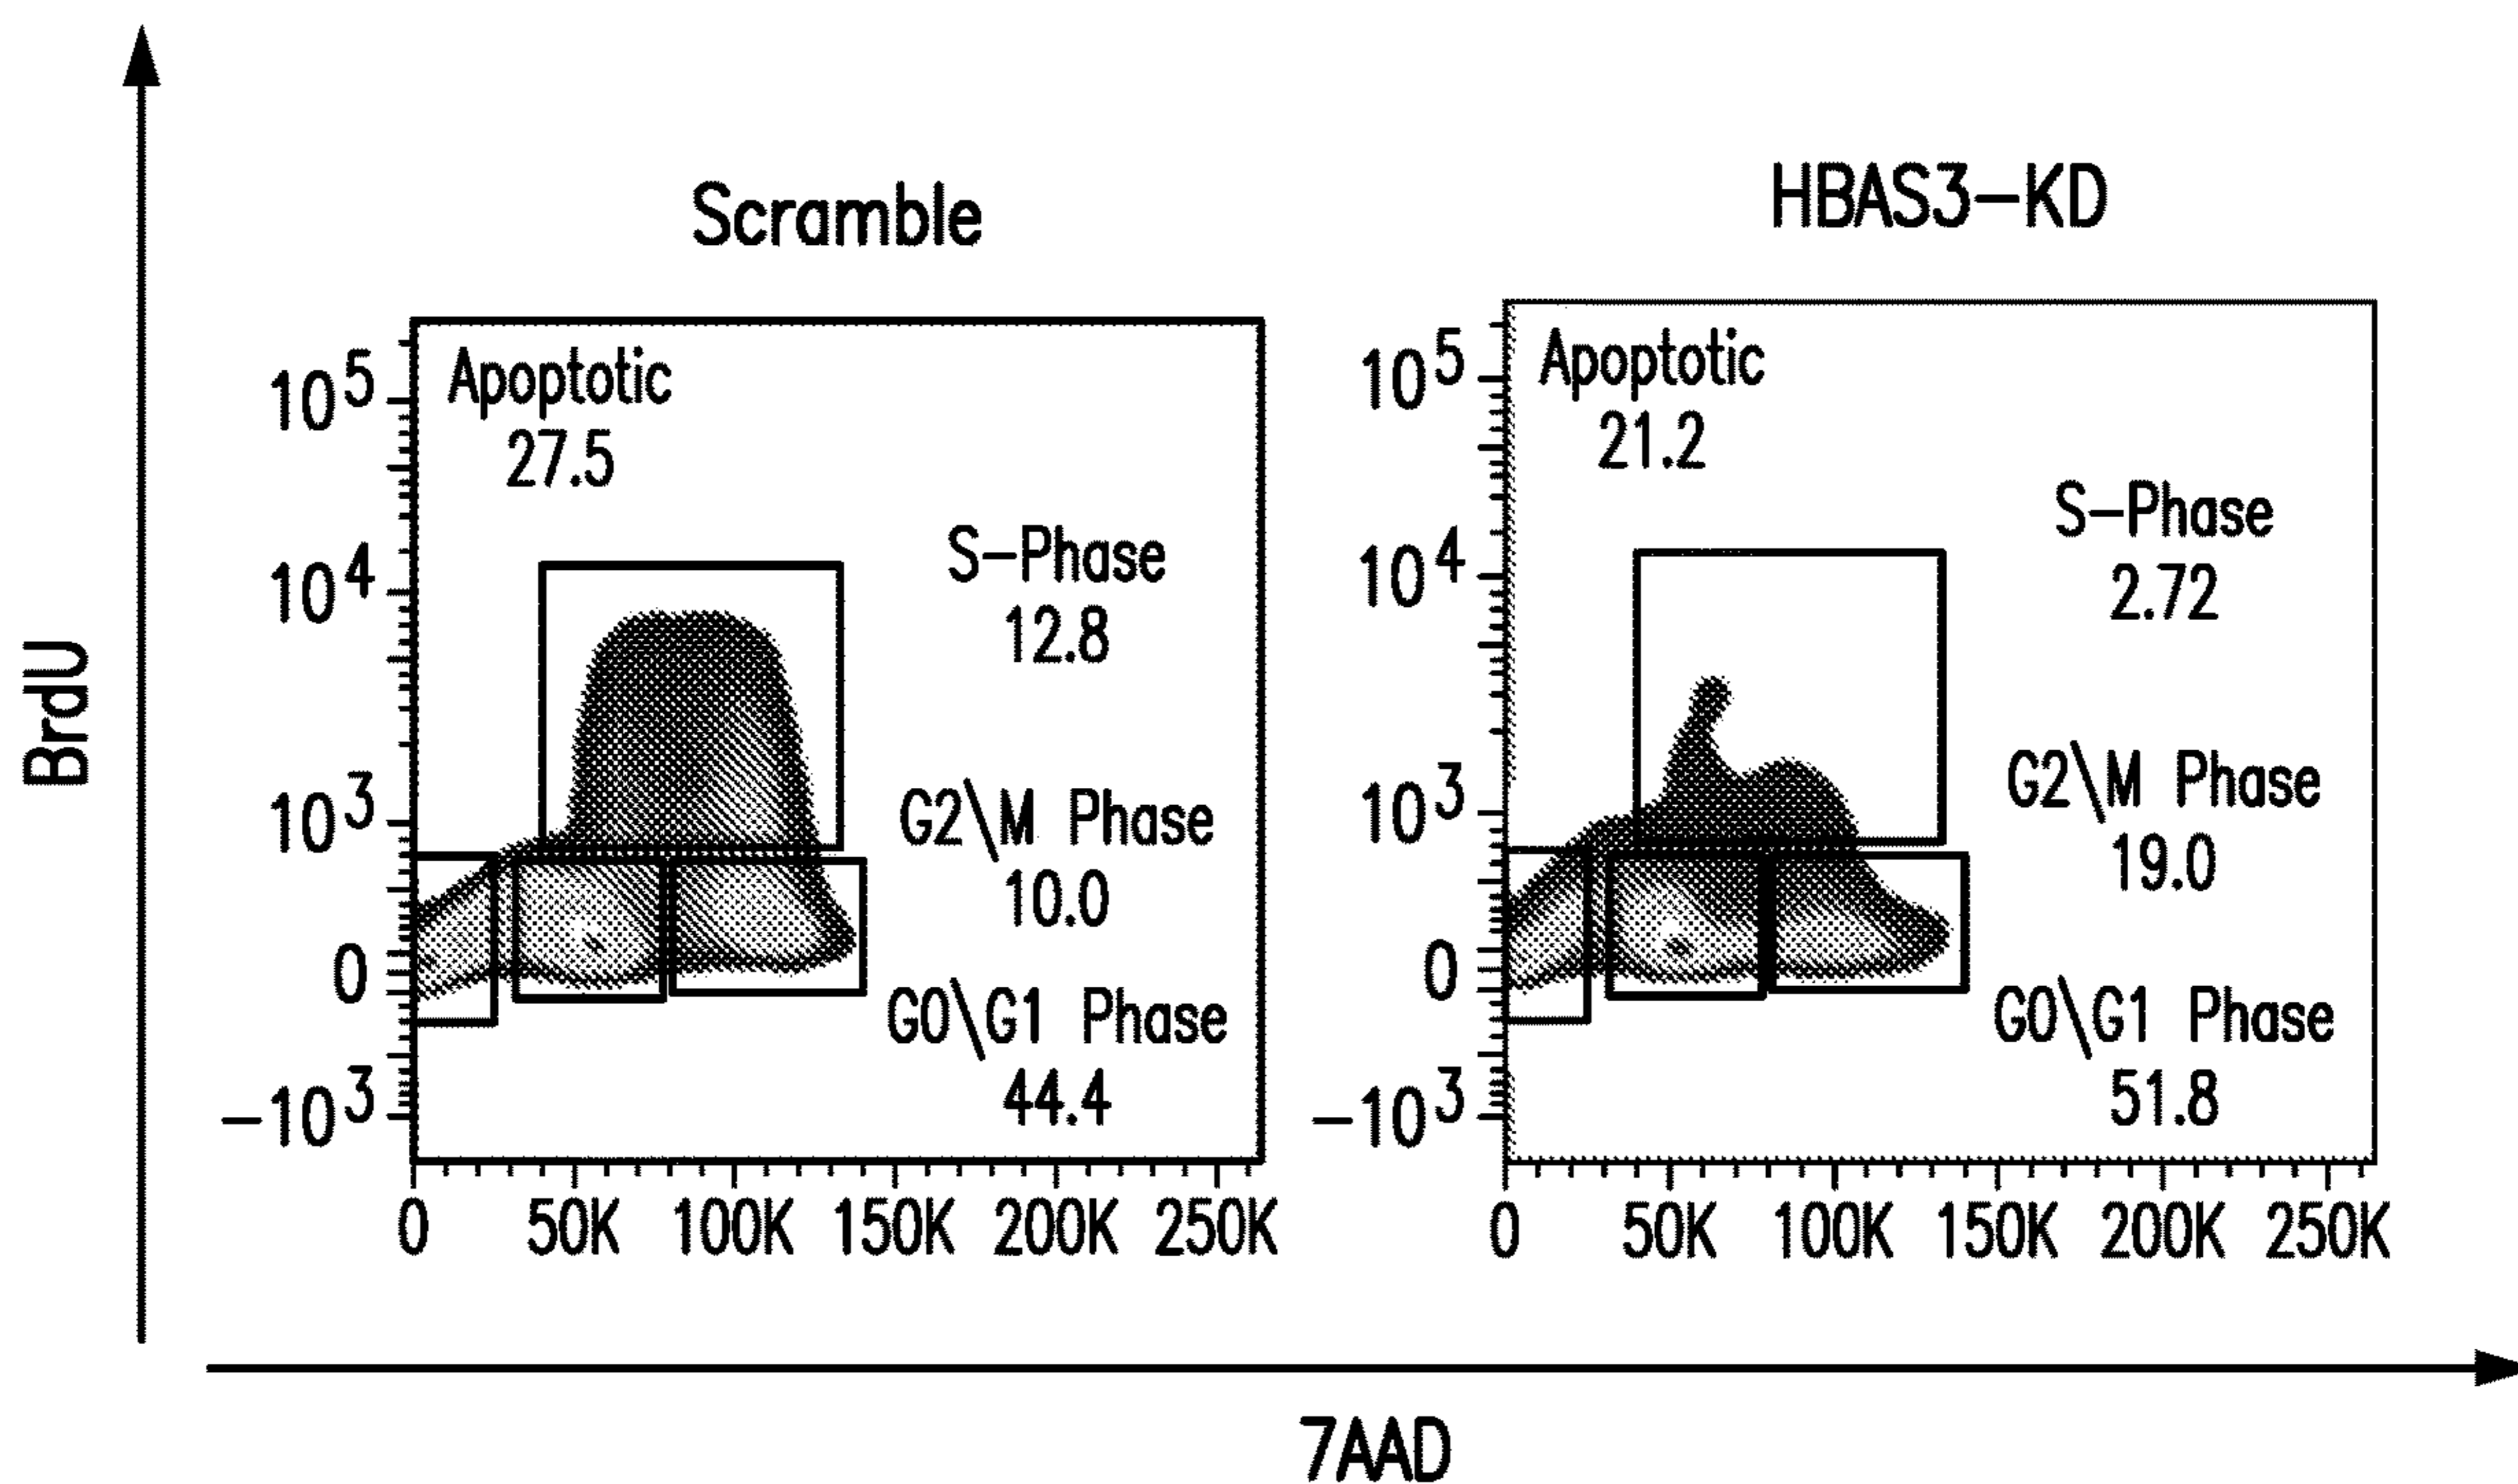 BrdU
Scramble
10^5
10^4
10^3
0
-10^3
Apoptotic
27.5
S-Phase
12.8
G2\M Phase
10.0
G0\G1 Phase
44.4
0 50K 100K 150K 200K 250K
HBAS3-KD
10^5
10^4
10^3
0
-10^3
Apoptotic
21.2
S-Phase
2.72
G2\M Phase
19.0
G0\G1 Phase
51.8
0 50K 100K 150K 200K 250K
7AAD